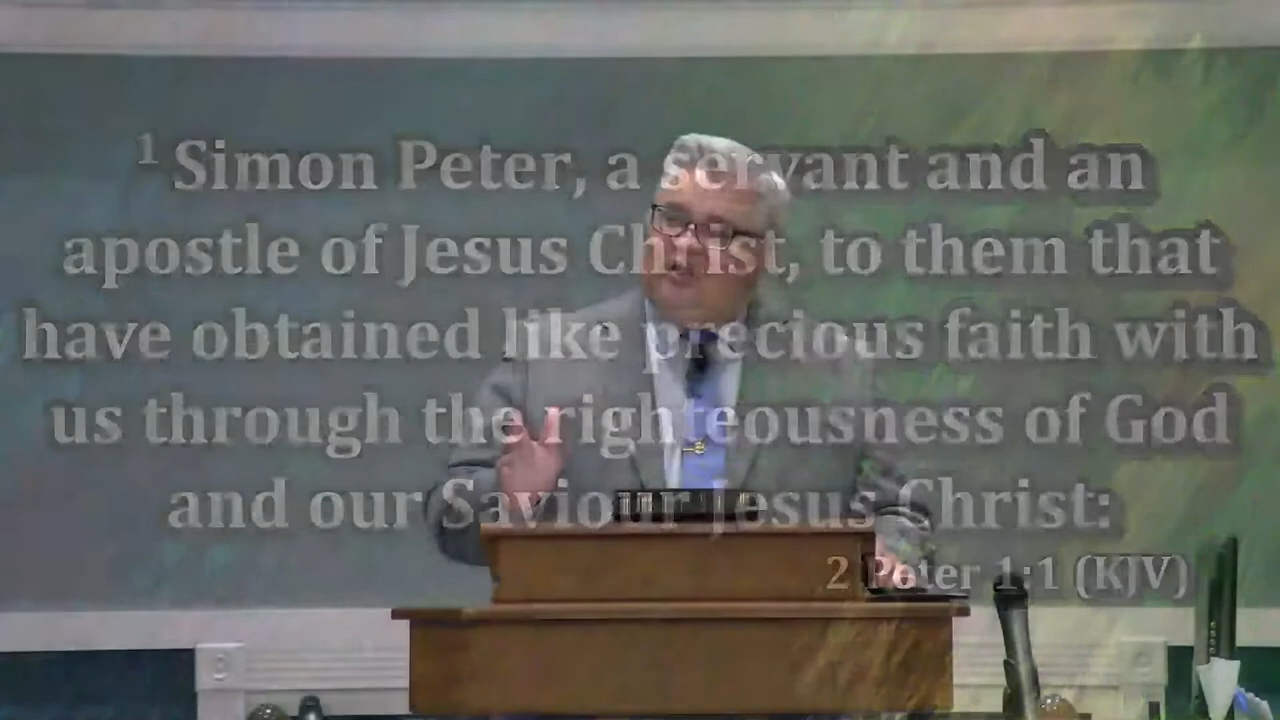 1 Simon Peter, a servant and an
apostle of Jesus Christ, to them that
have obtained like precious faith with
us through the righteousness of God
and our Saviour Jesus Christ:
2 Peter 1:1 (KJV)